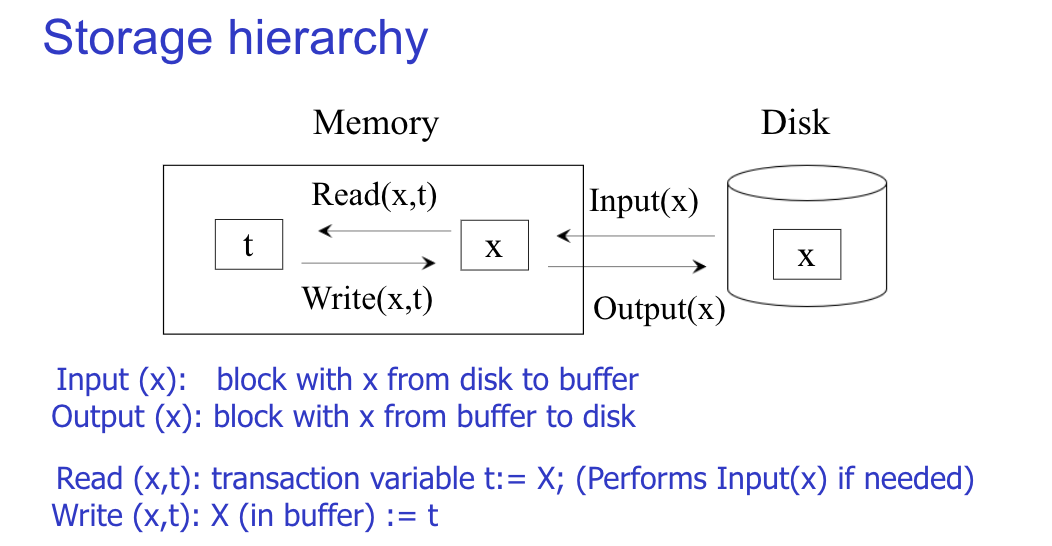 Storage hierarchy
Memory
Disk
Read(x,t)
Input(x)
t
x
x
Write(x,t)
Output(x)
Input (x): block with x from disk to buffer
Output (x): block with x from buffer to disk
Read (x,t): transaction variable t:= X; (Performs Input(x) if needed)
Write (x,t): X (in buffer) := t